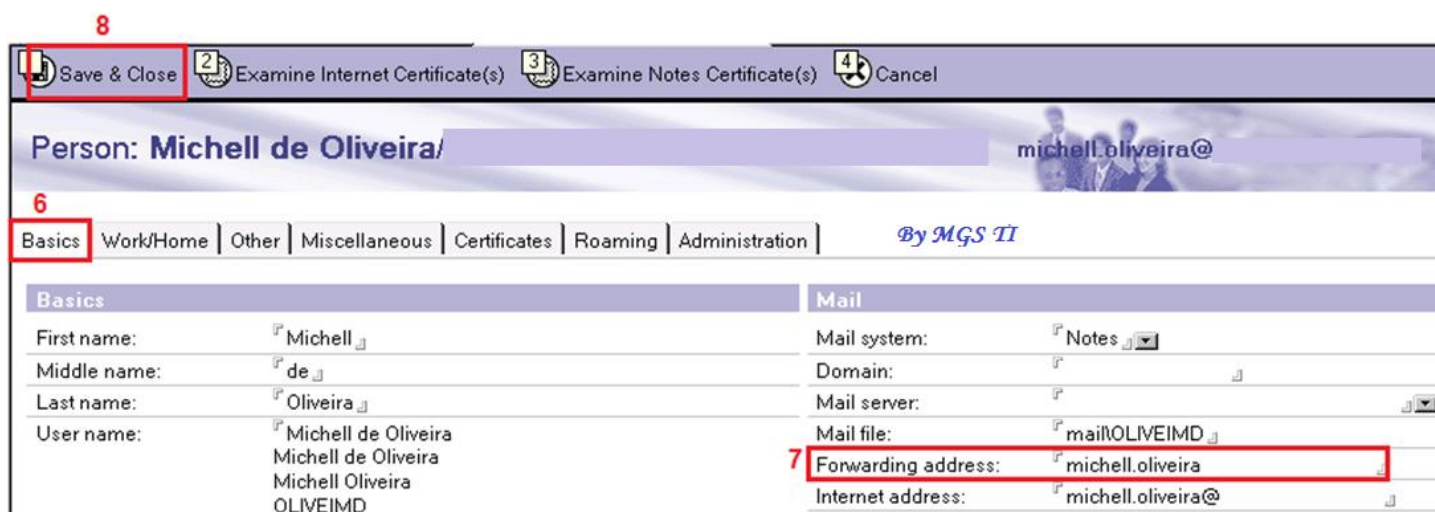 8
Save & Close 2 Examine Internet Certificate(s) 3 Examine Notes Certificate(s) 4 Cancel
Person: Michell de Oliveira/ michell.oliveira@
6
Basics Work/Home Other Miscellaneous Certificates Roaming Administration By MGS TI
Basics Mail
First name: Michell Mail system: Notes
Middle name: de Domain:
Last name: Oliveira Mail server:
User name: Michell de Oliveira Mail file: mail\OLIVEIMD
Michell de Oliveira 7 Forwarding address: michell.oliveira
Michell Oliveira Internet address: michell.oliveira@
OLIVEIMD